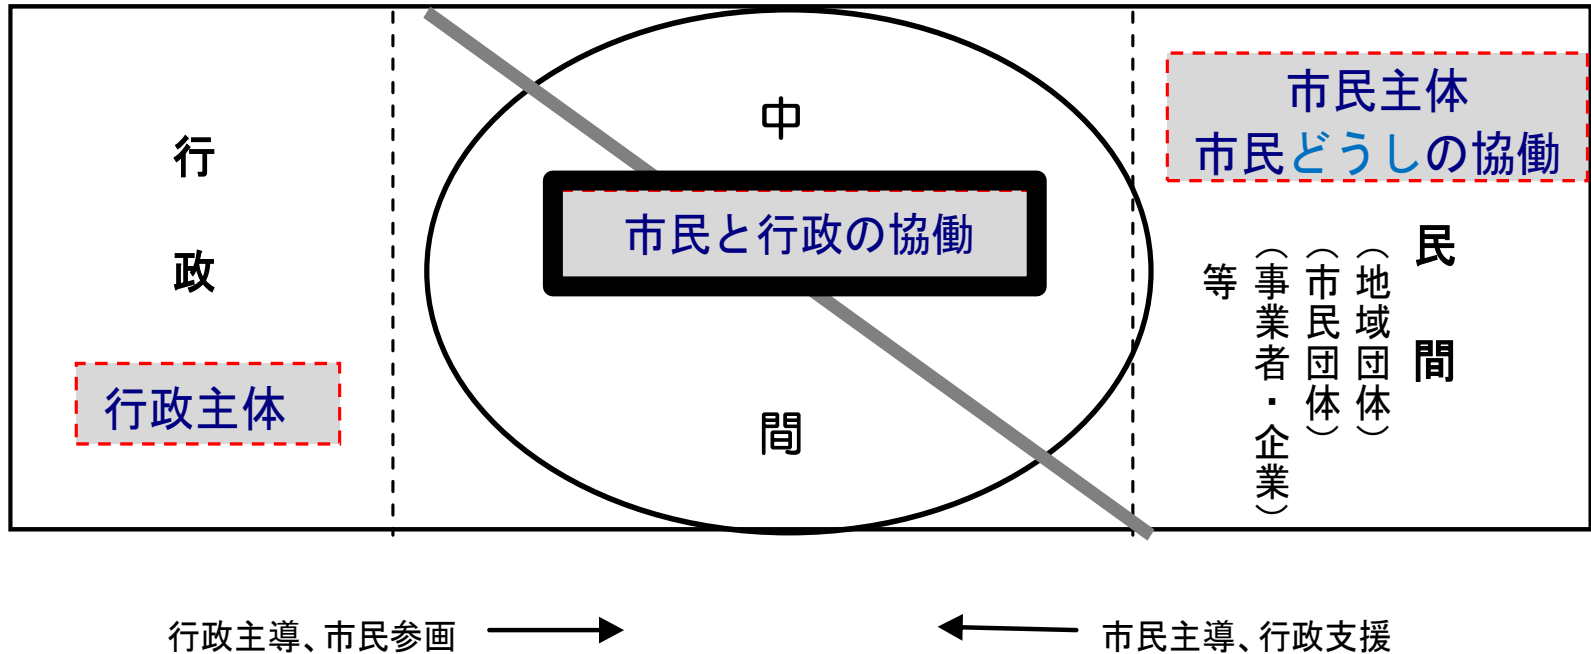 行政
行政主体
中間
市民と行政の協働
市民主体
市民どうしの協働
民間
（地域団体）
（市民団体）
（事業者・企業）
等
行政主導、市民参画
市民主導、行政支援